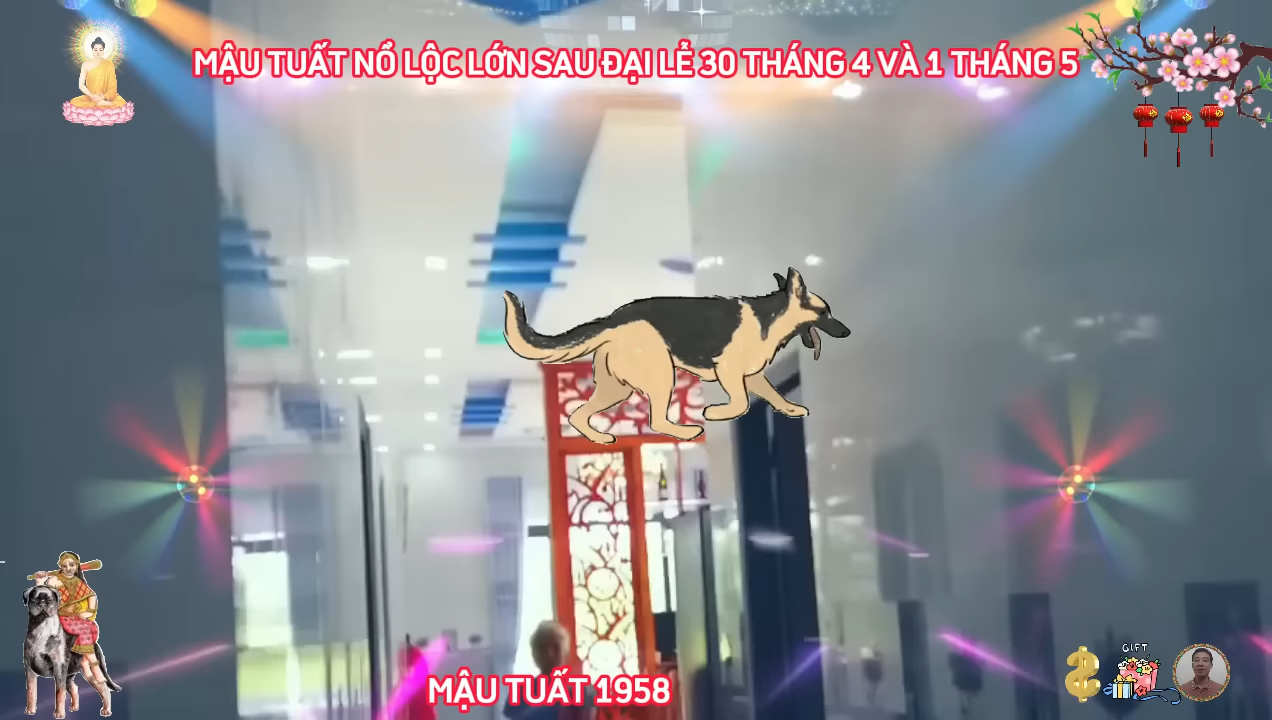 MẬU TUẤT NỔ LỘC LỚN SAU ĐẠI LỄ 30 THÁNG 4 VÀ 1 THÁNG 5
GIFT
MẬU TUẤT 1958